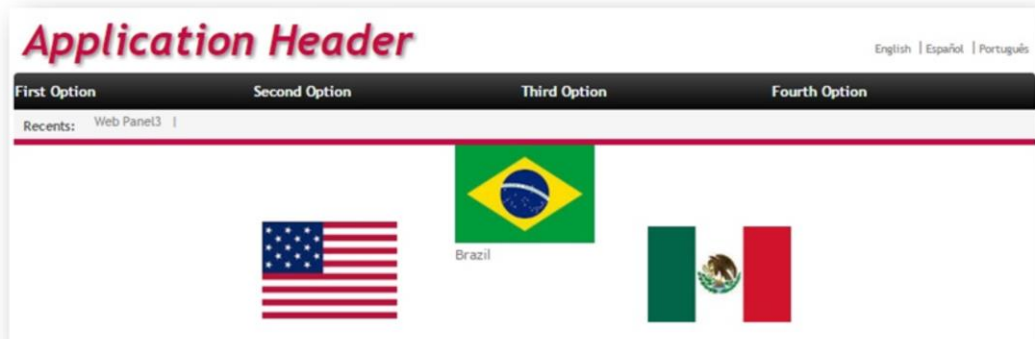 Application Header
English | Español | Português
First Option Second Option Third Option Fourth Option
Recents: Web Panel3 |
Brazil